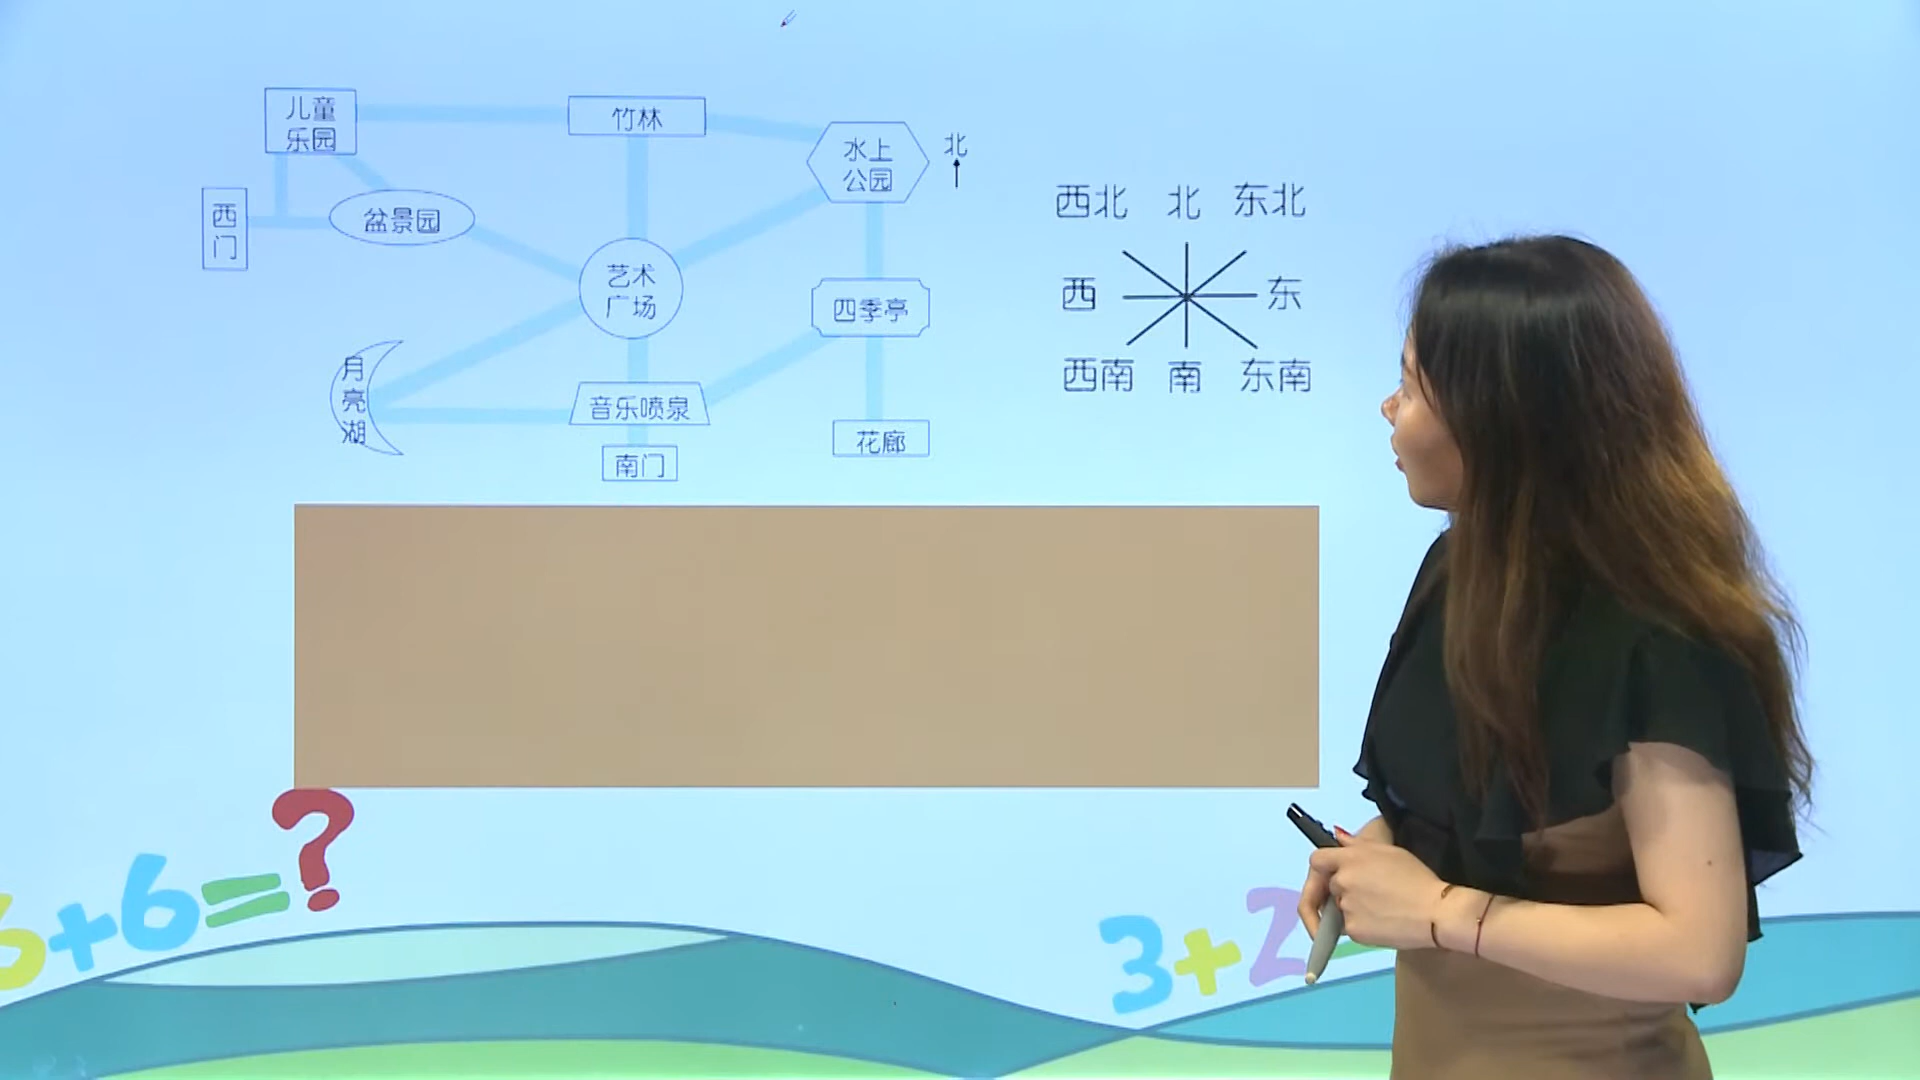 儿童
乐园
竹林
水上
公园
北
西
门
盆景园
艺术
广场
四季亭
月
亮
湖
音乐喷泉
花廊
南门
西北 北 东北
西 东
西南 南 东南
+6=?
3+2=